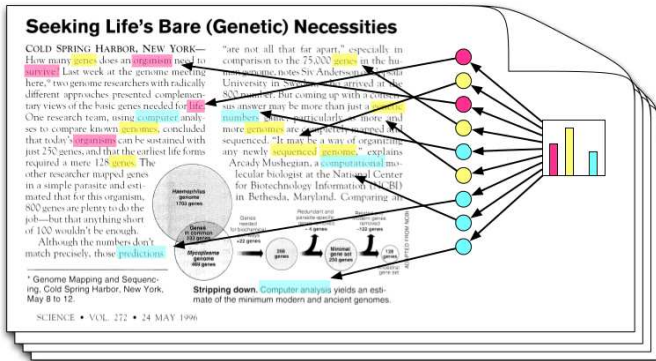 Seeking Life's Bare (Genetic) Necessities
COLD SPRING HARBOR, NEW YORK—
How many genes does an organism need to
survive? Last week at the genome meeting
here,* two genome researchers with radically
different approaches presented complemen-
tary views of the basic genes needed for life.
One research team, using computer analy-
ses to compare known genomes, concluded
that today's organisms can be sustained with
just 250 genes, and that the earliest life forms
required a mere 128 genes. The
other researcher mapped genes
in a simple parasite and esti-
mated that for this organism,
800 genes are plenty to do the
job—but that anything short
of 100 wouldn't be enough.
Although the numbers don't
match precisely, those predictions
* Genome Mapping and Sequenc-
ing, Cold Spring Harbor, New York,
May 8 to 12.
"are not all that far apart," especially in
comparison to the 75,000 genes in the hu-
man genome, notes Siv Andersson of Uppsala
University in Sweden, who arrived at the
800 number. But coming up with a consen-
sus answer may be more than just a genetic
numbers game, particularly as more and
more genomes are completely mapped and
sequenced. "It may be a way of organizing
any newly sequenced genome," explains
Arcady Mushegian, a computational mo-
lecular biologist at the National Center
for Biotechnology Information (NCBI)
in Bethesda, Maryland. Comparing an
Haemophilus
genome
1703 genes
Genes
in common
233 genes
Mycoplasma
genome
469 genes
Genes
needed
for biochemical
+22 genes
256
genes
Redundant and
parasite-specific
removed
– 4 genes
Minimal
gene set
250 genes
genes
removed
–122 genes
128
genes
gene set
ADAPTED FROM NCBI
Stripping down. Computer analysis yields an esti-
mate of the minimum modern and ancient genomes.
SCIENCE • VOL. 272 • 24 MAY 1996